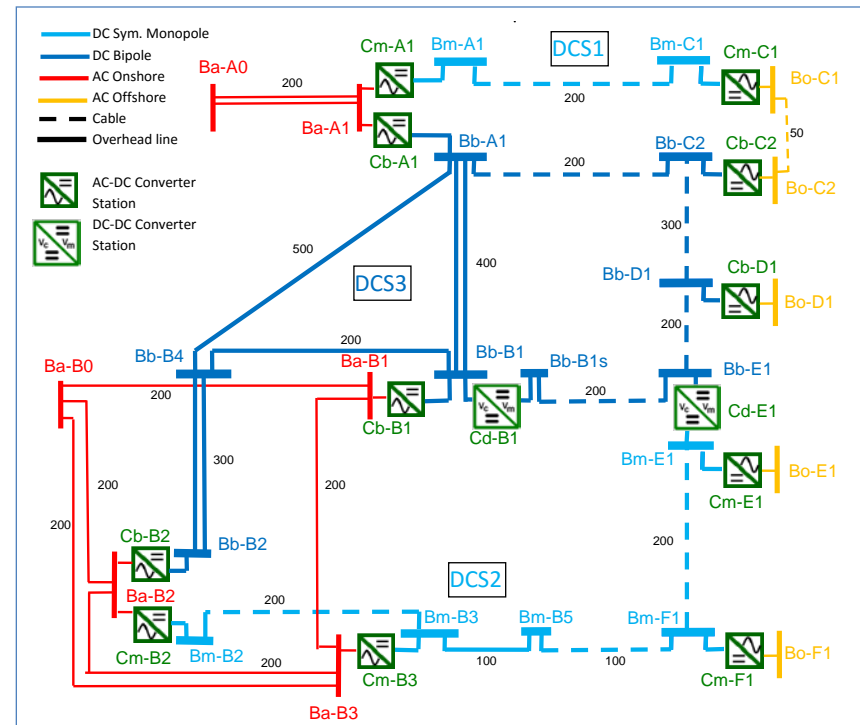 DC Sym. Monopole
DC Bipole
AC Onshore
AC Offshore
Cable
Overhead line
AC-DC Converter
Station
DC-DC Converter
Station
Vc Vm
Cm-A1
Bm-A1
DCS1
Bm-C1
Cm-C1
Ba-A0
200
Bo-C1
200
Ba-A1
Cb-A1
50
Bb-A1
Bb-C2
Cb-C2
200
Bo-C2
300
500
DCS3
400
Bb-D1
Cb-D1
Bo-D1
200
200
Bb-B4
Ba-B1
Bb-B1
Bb-B1s
Bb-E1
Ba-B0
200
200
Vc Vm
Vc Vm
Cd-E1
Cb-B1
Cd-B1
Bm-E1
300
200
200
Bo-E1
Cm-E1
200
Cb-B2
Bb-B2
200
DCS2
Ba-B2
200
Bm-B3
Bm-B5
Bm-F1
Cm-B2
Bm-B2
100
100
Bo-F1
200
Cm-B3
Cm-F1
Ba-B3